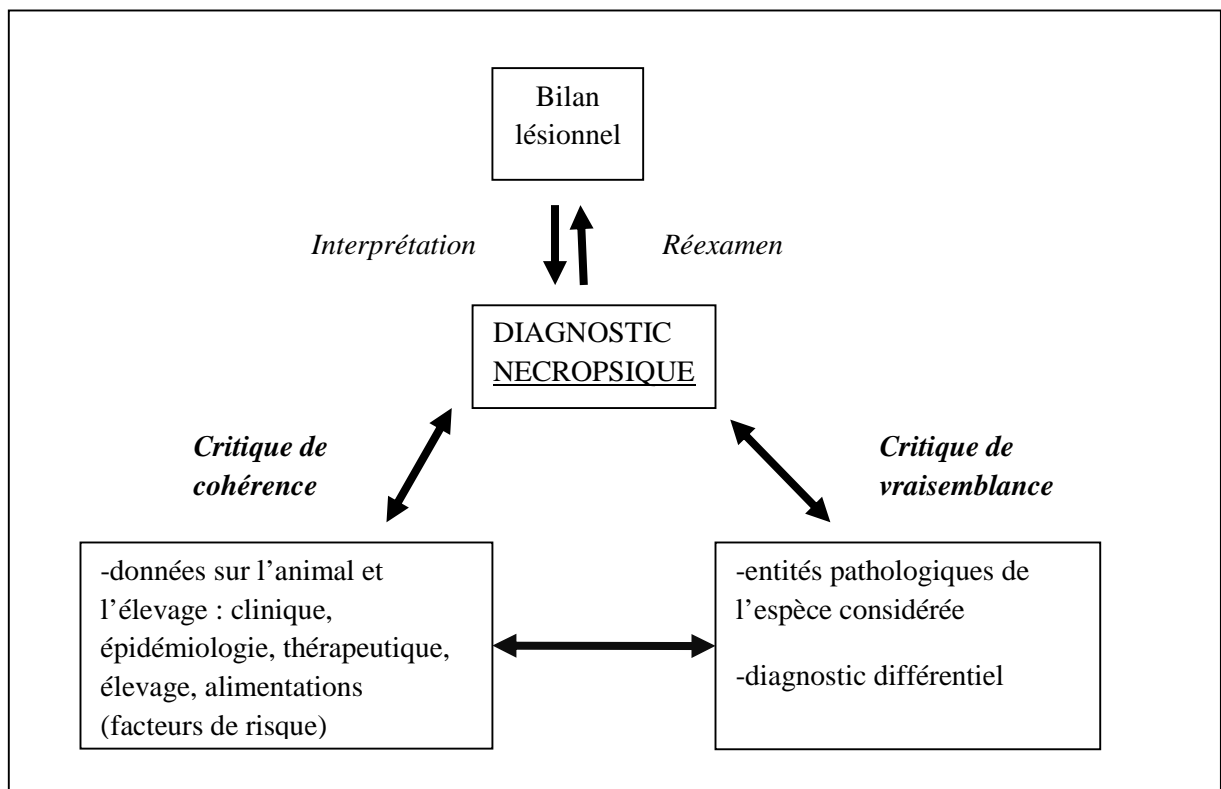 Bilan
lésionnel
Interprétation
Réexamen
DIAGNOSTIC
NECROPSIQUE
Critique de
cohérence
Critique de
vraisemblance
-données sur l’animal et
l’élevage : clinique,
épidémiologie, thérapeutique,
élevage, alimentations
(facteurs de risque)
-entités pathologiques de
l’espèce considérée
-diagnostic différentiel